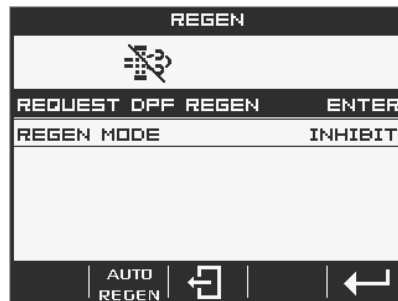 REGEN
REQUEST DPF REGEN ENTER
REGEN MODE INHIBIT
AUTO
REGEN